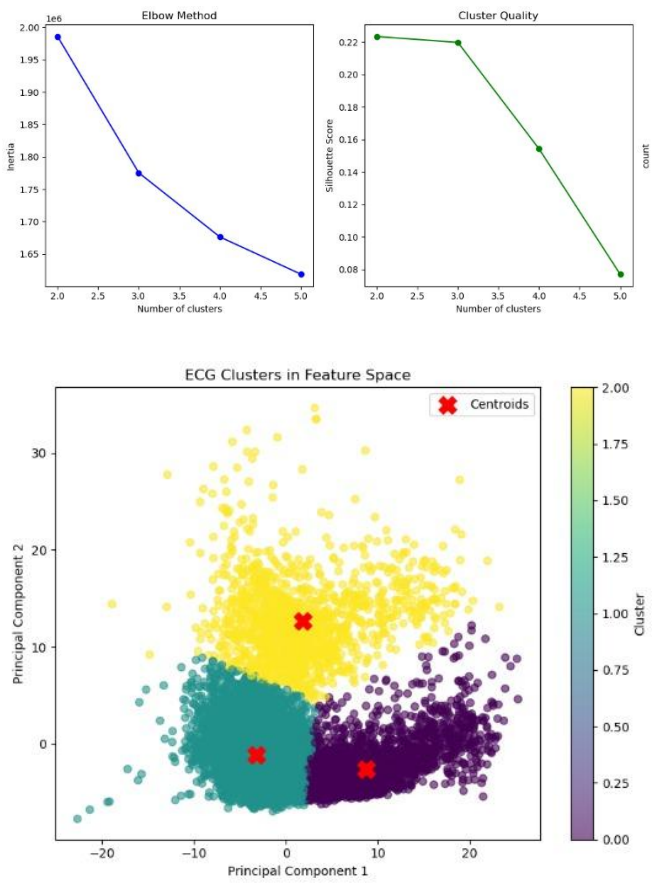 Elbow Method
1e6
2.00
1.95
1.90
1.85
1.80
1.75
1.70
1.65
Inertia
2.0 2.5 3.0 3.5 4.0 4.5 5.0
Number of clusters
Cluster Quality
0.22
0.20
0.18
0.16
0.14
0.12
0.10
0.08
Silhouette Score
2.0 2.5 3.0 3.5 4.0 4.5 5.0
Number of clusters
count
ECG Clusters in Feature Space
Centroids
30
20
10
0
Principal Component 2
−20 −10 0 10 20
Principal Component 1
2.00
1.75
1.50
1.25
1.00
0.75
0.50
0.25
0.00
Cluster